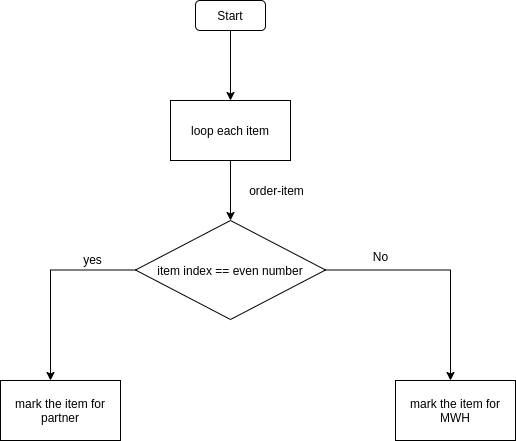 Start
loop each item
order-item
item index == even number
yes
No
mark the item for
partner
mark the item for
MWH